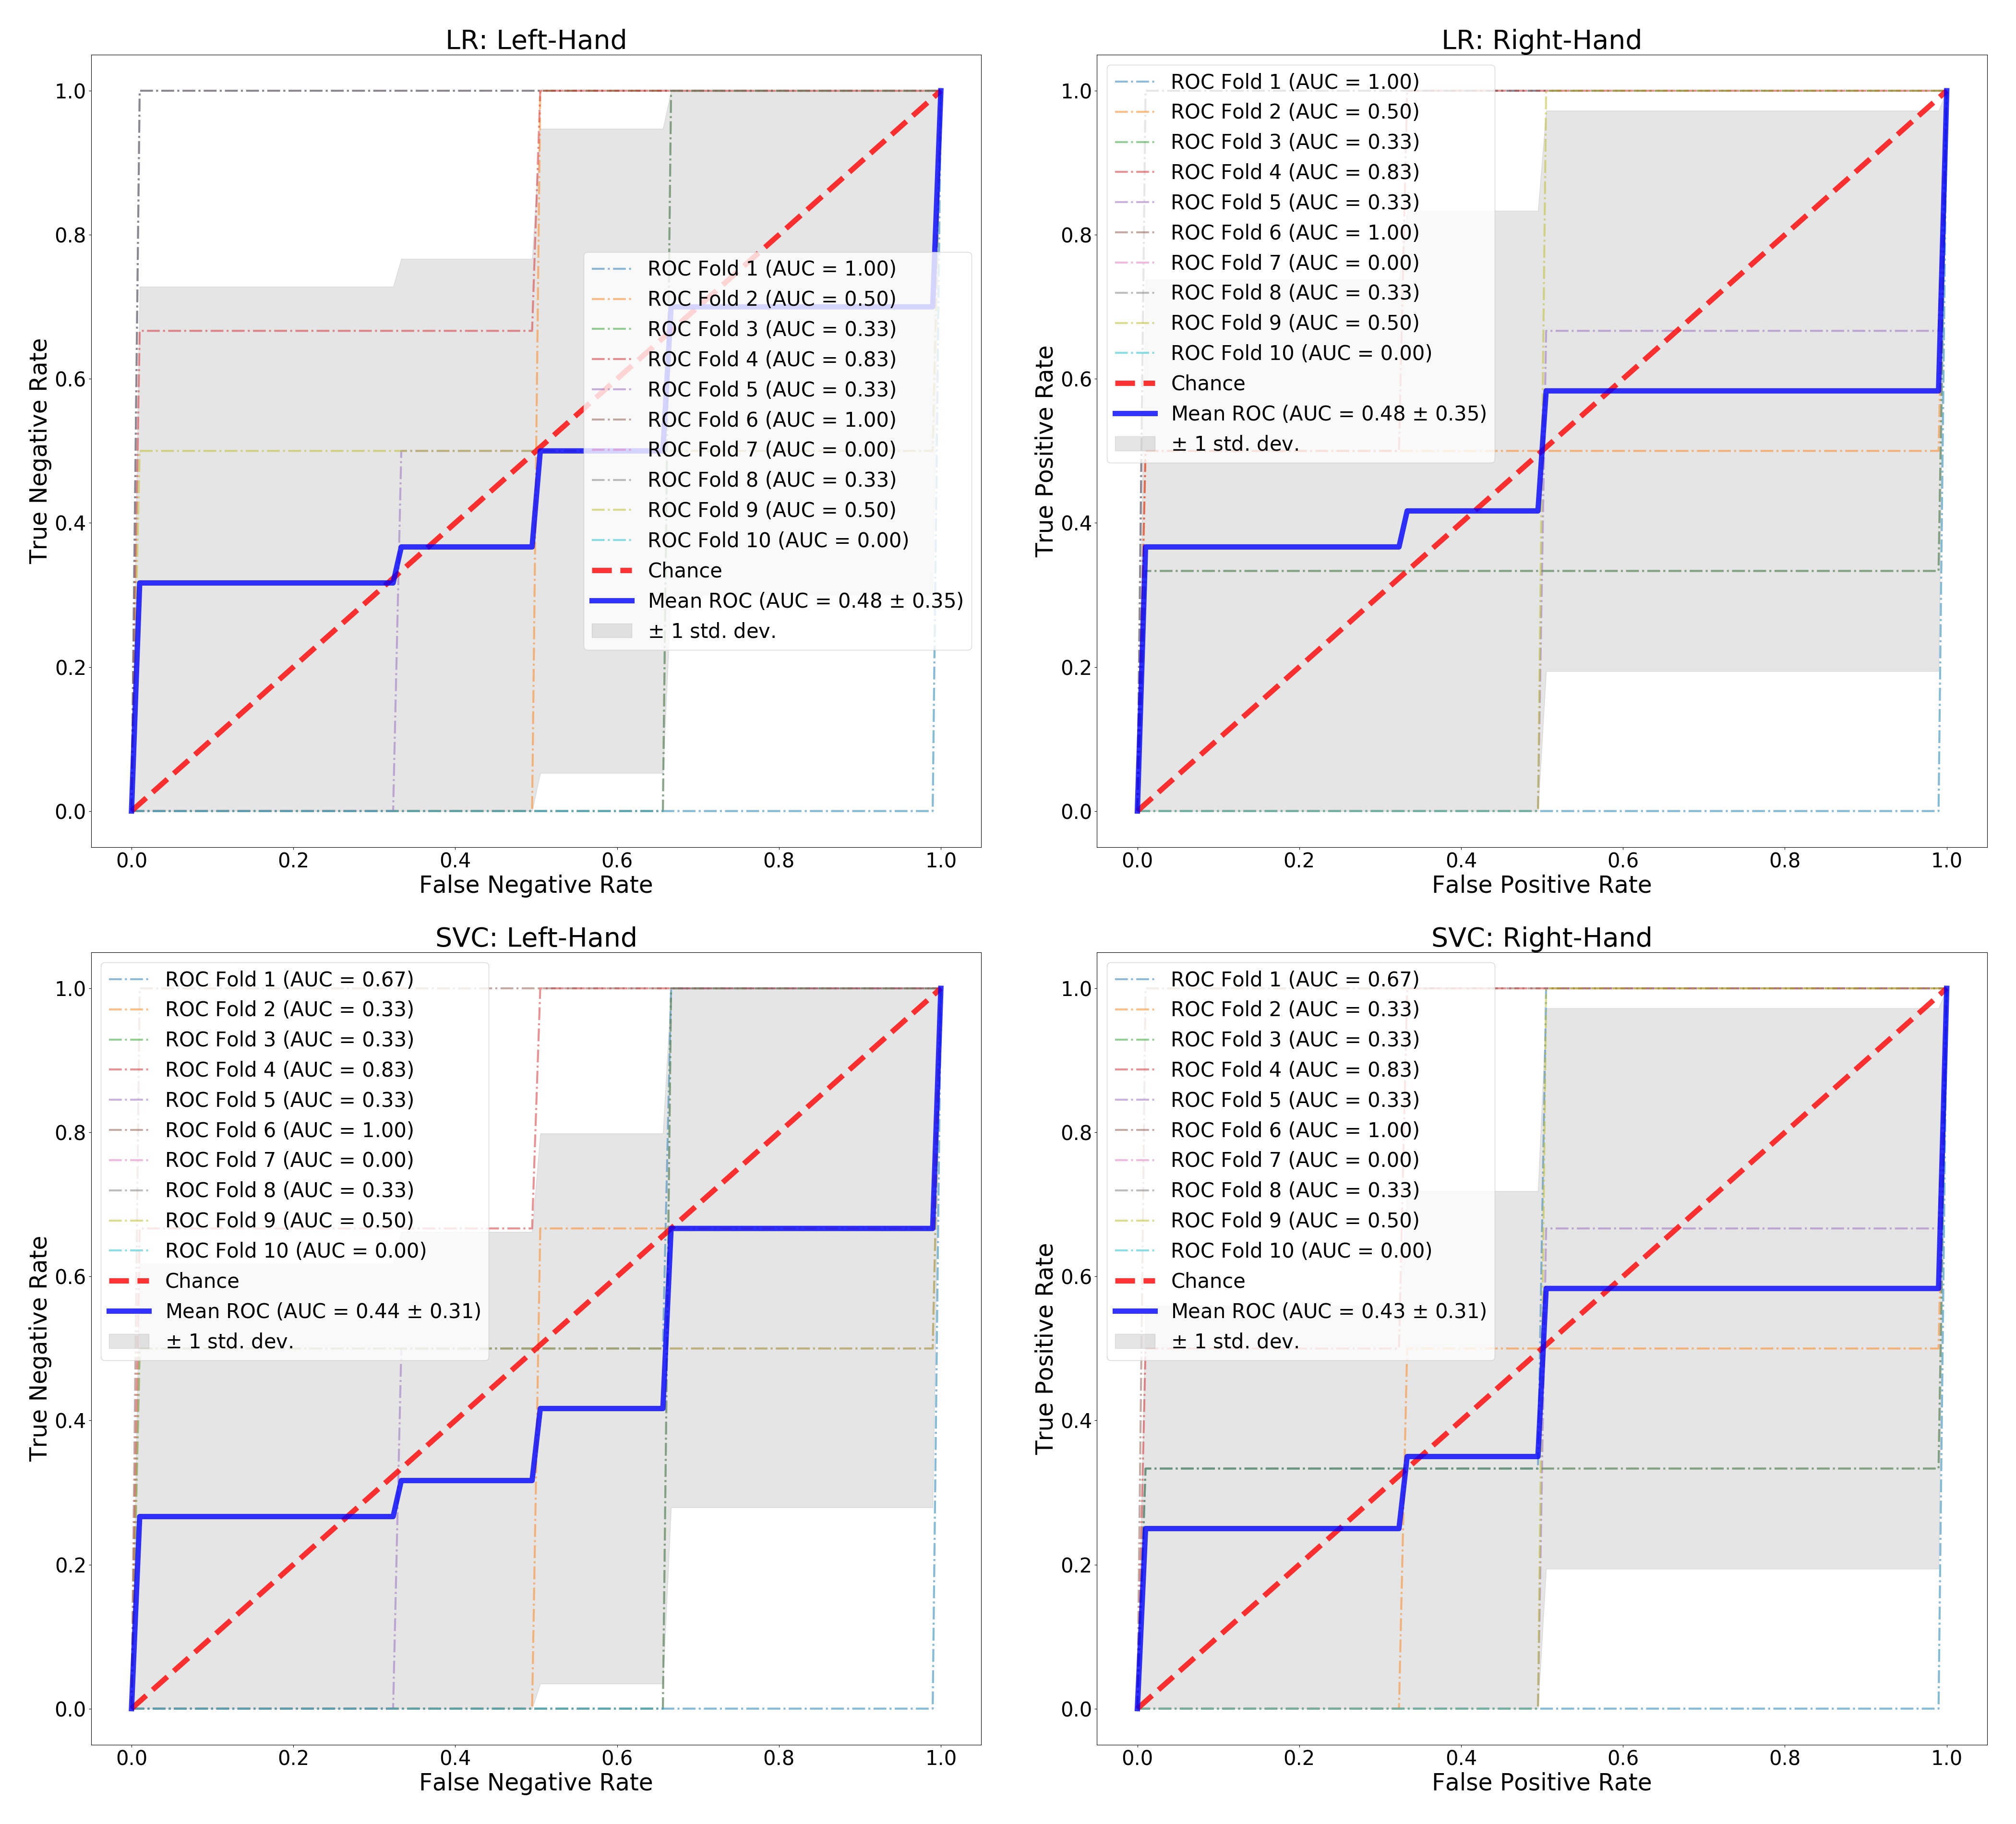 LR: Left-Hand
True Negative Rate
1.0
0.8
0.6
0.4
0.2
0.0
ROC Fold 1 (AUC = 1.00)
ROC Fold 2 (AUC = 0.50)
ROC Fold 3 (AUC = 0.33)
ROC Fold 4 (AUC = 0.83)
ROC Fold 5 (AUC = 0.33)
ROC Fold 6 (AUC = 1.00)
ROC Fold 7 (AUC = 0.00)
ROC Fold 8 (AUC = 0.33)
ROC Fold 9 (AUC = 0.50)
ROC Fold 10 (AUC = 0.00)
Chance
Mean ROC (AUC = 0.48 ± 0.35)
± 1 std. dev.
0.0 0.2 0.4 0.6 0.8 1.0
False Negative Rate
LR: Right-Hand
True Positive Rate
1.0
0.8
0.6
0.4
0.2
0.0
ROC Fold 1 (AUC = 1.00)
ROC Fold 2 (AUC = 0.50)
ROC Fold 3 (AUC = 0.33)
ROC Fold 4 (AUC = 0.83)
ROC Fold 5 (AUC = 0.33)
ROC Fold 6 (AUC = 1.00)
ROC Fold 7 (AUC = 0.00)
ROC Fold 8 (AUC = 0.33)
ROC Fold 9 (AUC = 0.50)
ROC Fold 10 (AUC = 0.00)
Chance
Mean ROC (AUC = 0.48 ± 0.35)
± 1 std. dev.
0.0 0.2 0.4 0.6 0.8 1.0
False Positive Rate
SVC: Left-Hand
True Negative Rate
1.0
0.8
0.6
0.4
0.2
0.0
ROC Fold 1 (AUC = 0.67)
ROC Fold 2 (AUC = 0.33)
ROC Fold 3 (AUC = 0.33)
ROC Fold 4 (AUC = 0.83)
ROC Fold 5 (AUC = 0.33)
ROC Fold 6 (AUC = 1.00)
ROC Fold 7 (AUC = 0.00)
ROC Fold 8 (AUC = 0.33)
ROC Fold 9 (AUC = 0.50)
ROC Fold 10 (AUC = 0.00)
Chance
Mean ROC (AUC = 0.44 ± 0.31)
± 1 std. dev.
0.0 0.2 0.4 0.6 0.8 1.0
False Negative Rate
SVC: Right-Hand
True Positive Rate
1.0
0.8
0.6
0.4
0.2
0.0
ROC Fold 1 (AUC = 0.67)
ROC Fold 2 (AUC = 0.33)
ROC Fold 3 (AUC = 0.33)
ROC Fold 4 (AUC = 0.83)
ROC Fold 5 (AUC = 0.33)
ROC Fold 6 (AUC = 1.00)
ROC Fold 7 (AUC = 0.00)
ROC Fold 8 (AUC = 0.33)
ROC Fold 9 (AUC = 0.50)
ROC Fold 10 (AUC = 0.00)
Chance
Mean ROC (AUC = 0.43 ± 0.31)
± 1 std. dev.
0.0 0.2 0.4 0.6 0.8 1.0
False Positive Rate